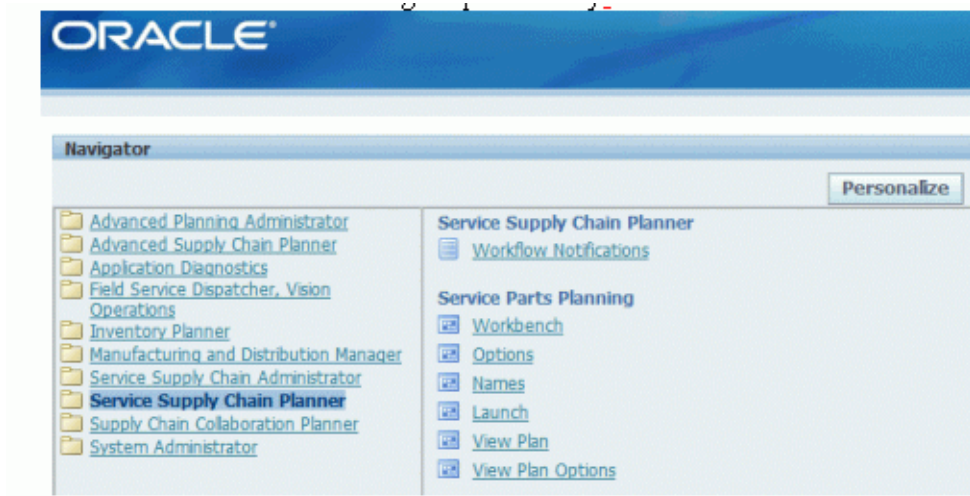 ORACLE
Navigator
Personalize
Advanced Planning Administrator
Advanced Supply Chain Planner
Application Diagnostics
Field Service Dispatcher, Vision
Operations
Inventory Planner
Manufacturing and Distribution Manager
Service Supply Chain Administrator
Service Supply Chain Planner
Supply Chain Collaboration Planner
System Administrator
Service Supply Chain Planner
Workflow Notifications
Service Parts Planning
Workbench
Options
Names
Launch
View Plan
View Plan Options